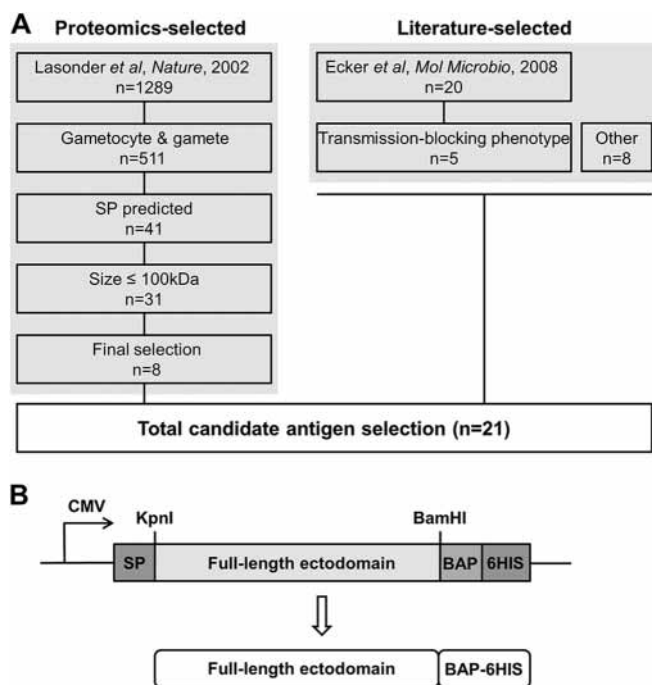 A
Proteomics-selected
Lasonder et al, Nature, 2002
n=1289
Gametocyte & gamete
n=511
SP predicted
n=41
Size ≤ 100kDa
n=31
Final selection
n=8
Literature-selected
Ecker et al, Mol Microbio, 2008
n=20
Transmission-blocking phenotype
n=5
Other
n=8
Total candidate antigen selection (n=21)
B
CMV
KpnI
BamHI
SP
Full-length ectodomain
BAP
6HIS
Full-length ectodomain
BAP-6HIS